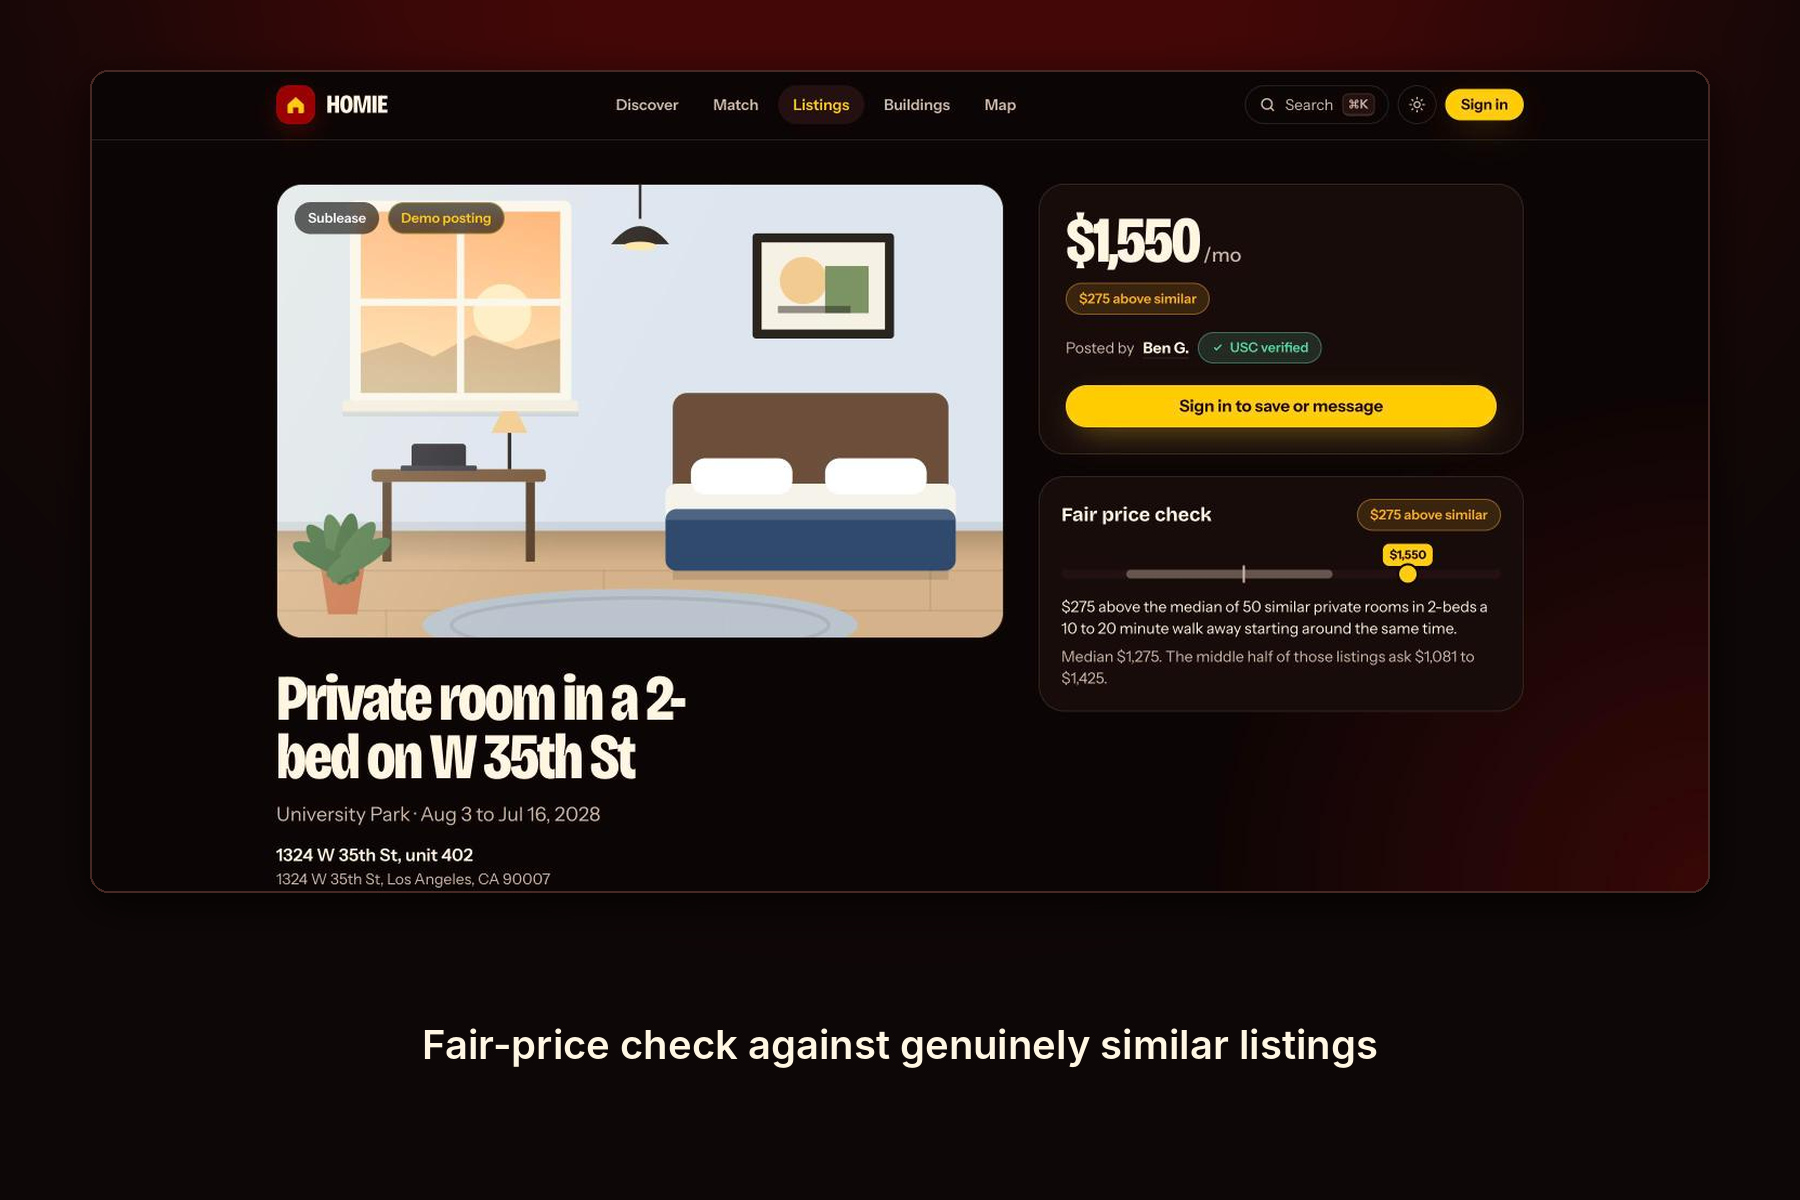 HOMIE
Discover Match Listings Buildings Map
Search ⌘K
Sign in
Sublease Demo posting
$1,550 /mo
$275 above similar
Posted by Ben G. ✓ USC verified
Sign in to save or message
Fair price check
$275 above similar
$1,550
$275 above the median of 50 similar private rooms in 2-beds a
10 to 20 minute walk away starting around the same time.
Median $1,275. The middle half of those listings ask $1,081 to
$1,425.
Private room in a 2-
bed on W 35th St
University Park · Aug 3 to Jul 16, 2028
1324 W 35th St, unit 402
1324 W 35th St, Los Angeles, CA 90007
Fair-price check against genuinely similar listings